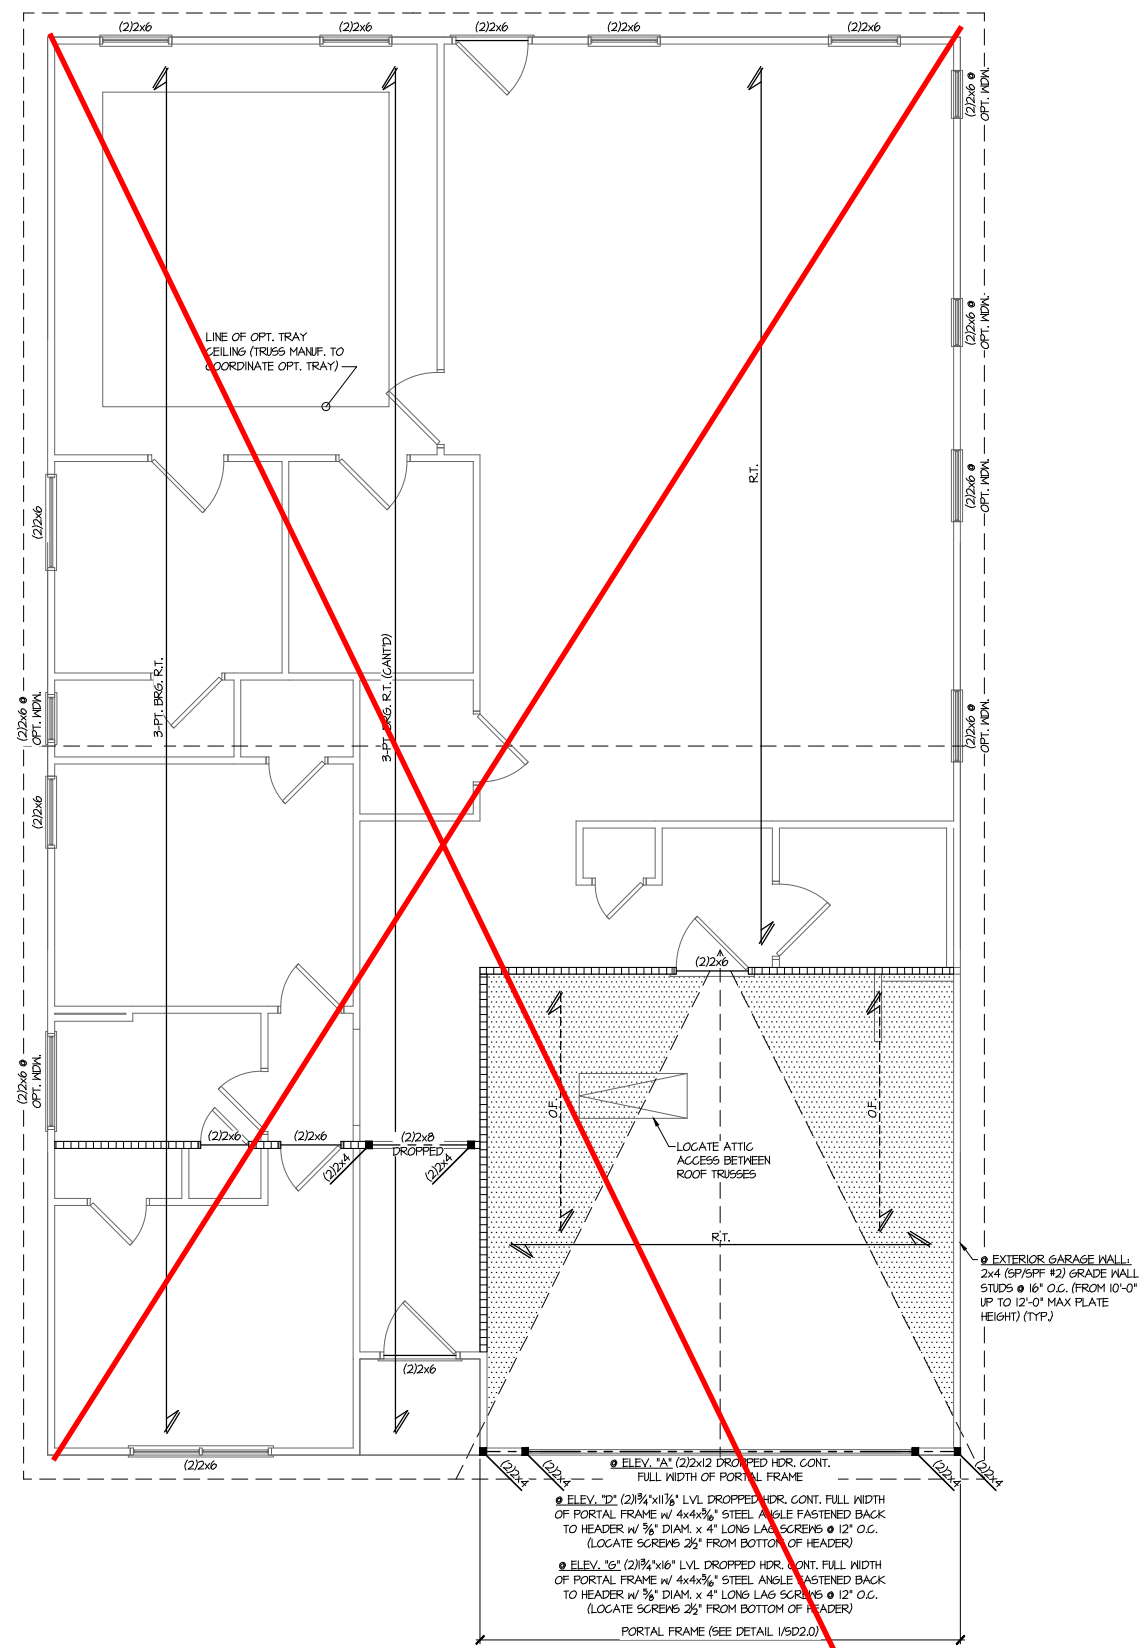 (2)2x6
(2)2x6
(2)2x6
(2)2x6
(2)2x6
(2)2x6 @
OPT. WDW.
LINE OF OPT. TRAY
CEILING (TRUSS MANUF. TO
COORDINATE OPT. TRAY)
(2)2x6 @
OPT. WDW.
R.T.
(2)2x6 @
OPT. WDW.
(2)2x6
3-PT. BRG. R.T.
3-PT. BRG. R.T. (CANT'D)
(2)2x6 @
OPT. WDW.
(2)2x6 @
OPT. WDW.
(2)2x6
(2)2x6
(2)2x6 @
OPT. WDW.
O.F.
O.F.
(2)2x6
(2)2x6
(2)2x8
DROPPED
(2)2x4
(2)2x4
LOCATE ATTIC
ACCESS BETWEEN
ROOF TRUSSES
R.T.
@ EXTERIOR GARAGE WALL:
2x4 (SP/SPF #2) GRADE WALL
STUDS @ 16" O.C. (FROM 10'-0"
UP TO 12'-0" MAX PLATE
HEIGHT) (TYP.)
(2)2x6
(2)2x6
(2)2x4
(2)2x4
(2)2x4
(2)2x4
@ ELEV. "A" (2)2x12 DROPPED HDR. CONT.
FULL WIDTH OF PORTAL FRAME
@ ELEV. "D" (2)1¾"x11⅞" LVL DROPPED HDR. CONT. FULL WIDTH
OF PORTAL FRAME W/ 4x4x5/16" STEEL ANGLE FASTENED BACK
TO HEADER W/ ⅝" DIAM. x 4" LONG LAG SCREWS @ 12" O.C.
(LOCATE SCREWS 2½" FROM BOTTOM OF HEADER)
@ ELEV. "G" (2)1¾"x16" LVL DROPPED HDR. CONT. FULL WIDTH
OF PORTAL FRAME W/ 4x4x5/16" STEEL ANGLE FASTENED BACK
TO HEADER W/ ⅝" DIAM. x 4" LONG LAG SCREWS @ 12" O.C.
(LOCATE SCREWS 2½" FROM BOTTOM OF HEADER)
PORTAL FRAME (SEE DETAIL 1/SD2.0)